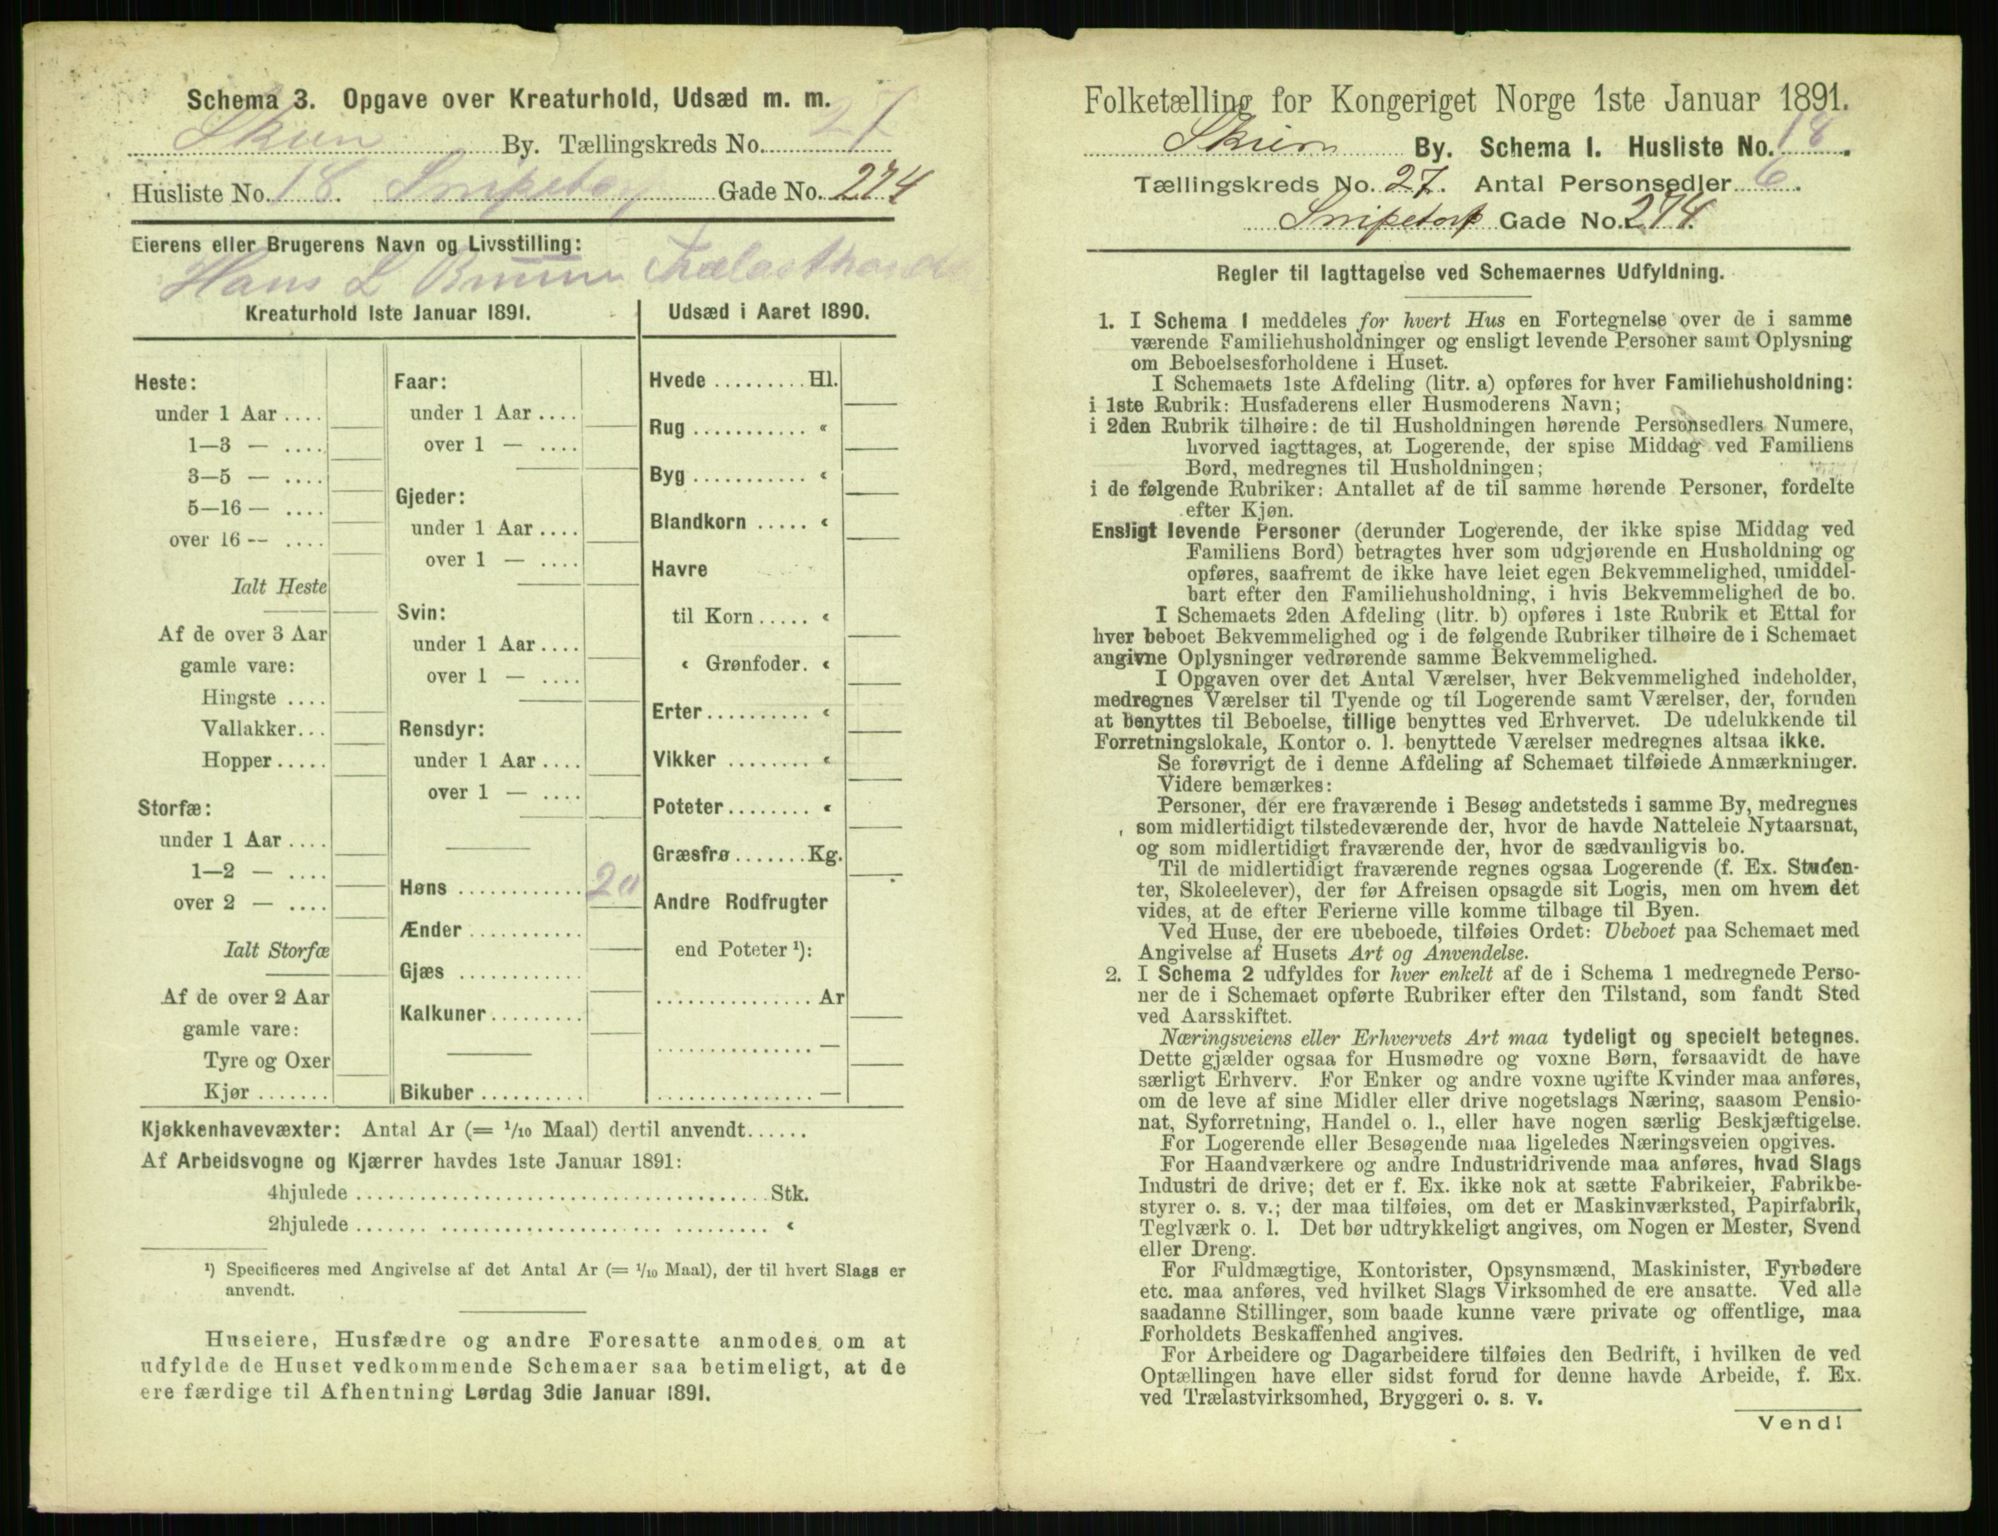 Schema 3. Opgave over Kreaturhold, Udsæd m. m.
Skien By. Tællingskreds No. 27
Husliste No. 18. Snipetorp Gade No. 274
Eierens eller Brugerens Navn og Livsstilling:
Hans L Bruun Trælasthandl
Kreaturhold 1ste Januar 1891.
Heste:
under 1 Aar ....
1—3 — ....
3—5 — ....
5—16 — ....
over 16 — ....
Ialt Heste
Af de over 3 Aar
gamle vare:
Hingste ....
Vallakker...
Hopper .....
Storfæ:
under 1 Aar ....
1—2 — ....
over 2 — ....
Ialt Storfæ
Af de over 2 Aar
gamle vare:
Tyre og Oxer
Kjør .......
Faar:
under 1 Aar ....
over 1 — ....
Gjeder:
under 1 Aar ....
over 1 — ....
Svin:
under 1 Aar ....
over 1 — ....
Rensdyr:
under 1 Aar ....
over 1 — ....
Høns ........... 20
Ænder ..........
Gjæs ...........
Kalkuner.........
Bikuber ..........
Udsæd i Aaret 1890.
Hvede ......... Hl.
Rug ........... «
Byg ........... «
Blandkorn ..... «
Havre
til Korn ..... «
« Grønfoder. «
Erter.......... «
Vikker ........ «
Poteter........ «
Græsfrø ....... Kg.
Andre Rodfrugter
end Poteter ¹):
............... Ar
............... —
............... —
Kjøkkenhavevæxter: Antal Ar (= 1/10 Maal) dertil anvendt......
Af Arbeidsvogne og Kjærrer havdes 1ste Januar 1891:
4hjulede ........................................ Stk.
2hjulede ........................................ «
¹) Specificeres med Angivelse af det Antal Ar (= 1/10 Maal), der til hvert Slags er
anvendt.
Huseiere, Husfædre og andre Foresatte anmodes om at
udfylde de Huset vedkommende Schemaer saa betimeligt, at de
ere færdige til Afhentning Lørdag 3die Januar 1891.
Folketælling for Kongeriget Norge 1ste Januar 1891.
Skien By. Schema I. Husliste No. 18.
Tællingskreds No. 27. Antal Personsedler 6.
Snipetorp Gade No. 274.
Regler til Iagttagelse ved Schemaernes Udfyldning.
1. I Schema 1 meddeles for hvert Hus en Fortegnelse over de i samme
værende Familiehusholdninger og ensligt levende Personer samt Oplysning
om Beboelsesforholdene i Huset.
I Schemaets 1ste Afdeling (litr. a) opføres for hver Familiehusholdning:
i 1ste Rubrik: Husfaderens eller Husmoderens Navn;
i 2den Rubrik tilhøire: de til Husholdningen hørende Personsedlers Numere,
hvorved iagttages, at Logerende, der spise Middag ved Familiens
Bord, medregnes til Husholdningen;
i de følgende Rubriker: Antallet af de til samme hørende Personer, fordelte
efter Kjøn.
Ensligt levende Personer (derunder Logerende, der ikke spise Middag ved
Familiens Bord) betragtes hver som udgjørende en Husholdning og
opføres, saafremt de ikke have leiet egen Bekvemmelighed, umiddel-
bart efter den Familiehusholdning, i hvis Bekvemmelighed de bo.
I Schemaets 2den Afdeling (litr. b) opføres i 1ste Rubrik et Ettal for
hver beboet Bekvemmelighed og i de følgende Rubriker tilhøire de i Schemaet
angivne Oplysninger vedrørende samme Bekvemmelighed.
I Opgaven over det Antal Værelser, hver Bekvemmelighed indeholder,
medregnes Værelser til Tyende og til Logerende samt Værelser, der, foruden
at benyttes til Beboelse, tillige benyttes ved Erhvervet. De udelukkende til
Forretningslokale, Kontor o. l. benyttede Værelser medregnes altsaa ikke.
Se forøvrigt de i denne Afdeling af Schemaet tilføiede Anmærkninger.
Videre bemærkes:
Personer, der ere fraværende i Besøg andetsteds i samme By, medregnes
som midlertidigt tilstedeværende der, hvor de havde Natteleie Nytaarsnat,
og som midlertidigt fraværende der, hvor de sædvanligvis bo.
Til de midlertidigt fraværende regnes ogsaa Logerende (f. Ex. Studen-
ter, Skoleelever), der før Afreisen opsagde sit Logis, men om hvem det
vides, at de efter Ferierne ville komme tilbage til Byen.
Ved Huse, der ere ubeboede, tilføies Ordet: Ubeboet paa Schemaet med
Angivelse af Husets Art og Anvendelse.
2. I Schema 2 udfyldes for hver enkelt af de i Schema 1 medregnede Perso-
ner de i Schemaet opførte Rubriker efter den Tilstand, som fandt Sted
ved Aarsskiftet.
Næringsveiens eller Erhvervets Art maa tydeligt og specielt betegnes.
Dette gjælder ogsaa for Husmødre og voxne Børn, forsaavidt de have
særligt Erhverv. For Enker og andre voxne ugifte Kvinder maa anføres,
om de leve af sine Midler eller drive nogetslags Næring, saasom Pensio-
nat, Syforretning, Handel o. l., eller have nogen særlig Beskjæftigelse.
For Logerende eller Besøgende maa ligeledes Næringsveien opgives.
For Haandværkere og andre Industridrivende maa anføres, hvad Slags
Industri de drive; det er f. Ex. ikke nok at sætte Fabrikeier, Fabrikbe-
styrer o. s. v.; der maa tilføies, om det er Maskinværksted, Papirfabrik,
Teglværk o. l. Det bør udtrykkeligt angives, om Nogen er Mester, Svend
eller Dreng.
For Fuldmægtige, Kontorister, Opsynsmænd, Maskinister, Fyrbødere
etc. maa anføres, ved hvilket Slags Virksomhed de ere ansatte. Ved alle
saadanne Stillinger, som baade kunne være private og offentlige, maa
Forholdets Beskaffenhed angives.
For Arbeidere og Dagarbeidere tilføies den Bedrift, i hvilken de ved
Optællingen have eller sidst forud for denne havde Arbeide, f. Ex.
ved Trælastvirksomhed, Bryggeri o. s. v.
Vend!